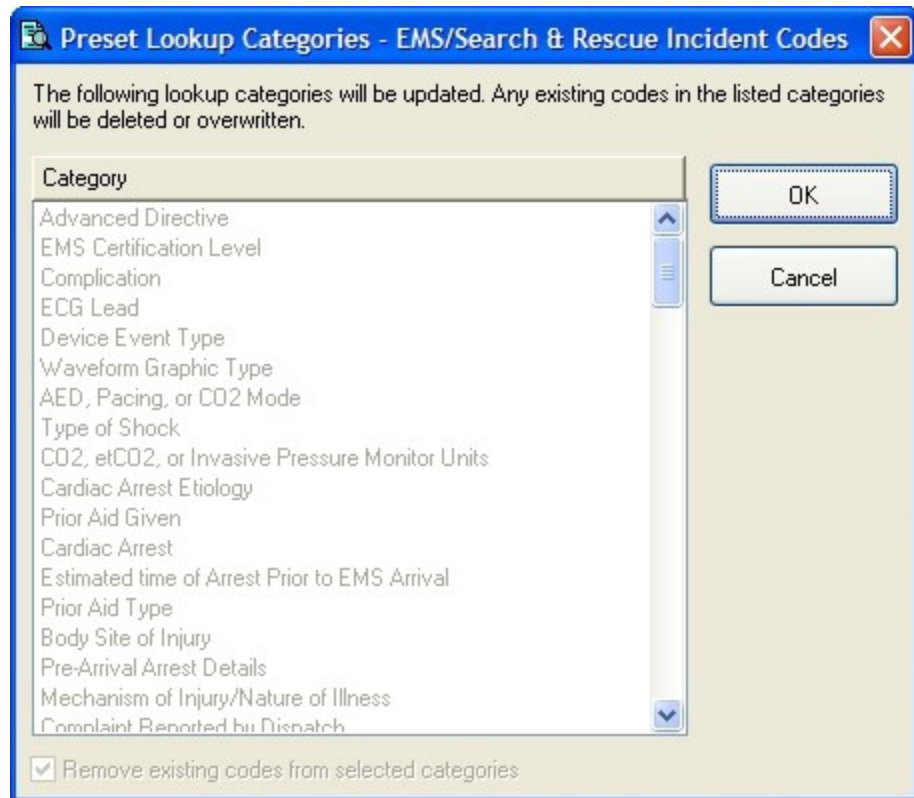 Preset Lookup Categories - EMS/Search & Rescue Incident Codes
The following lookup categories will be updated. Any existing codes in the listed categories
will be deleted or overwritten.
Category
OK
Cancel
Advanced Directive
EMS Certification Level
Complication
ECG Lead
Device Event Type
Waveform Graphic Type
AED, Pacing, or CO2 Mode
Type of Shock
CO2, etCO2, or Invasive Pressure Monitor Units
Cardiac Arrest Etiology
Prior Aid Given
Cardiac Arrest
Estimated time of Arrest Prior to EMS Arrival
Prior Aid Type
Body Site of Injury
Pre-Arrival Arrest Details
Mechanism of Injury/Nature of Illness
Complaint Reported by Dispatch
Remove existing codes from selected categories